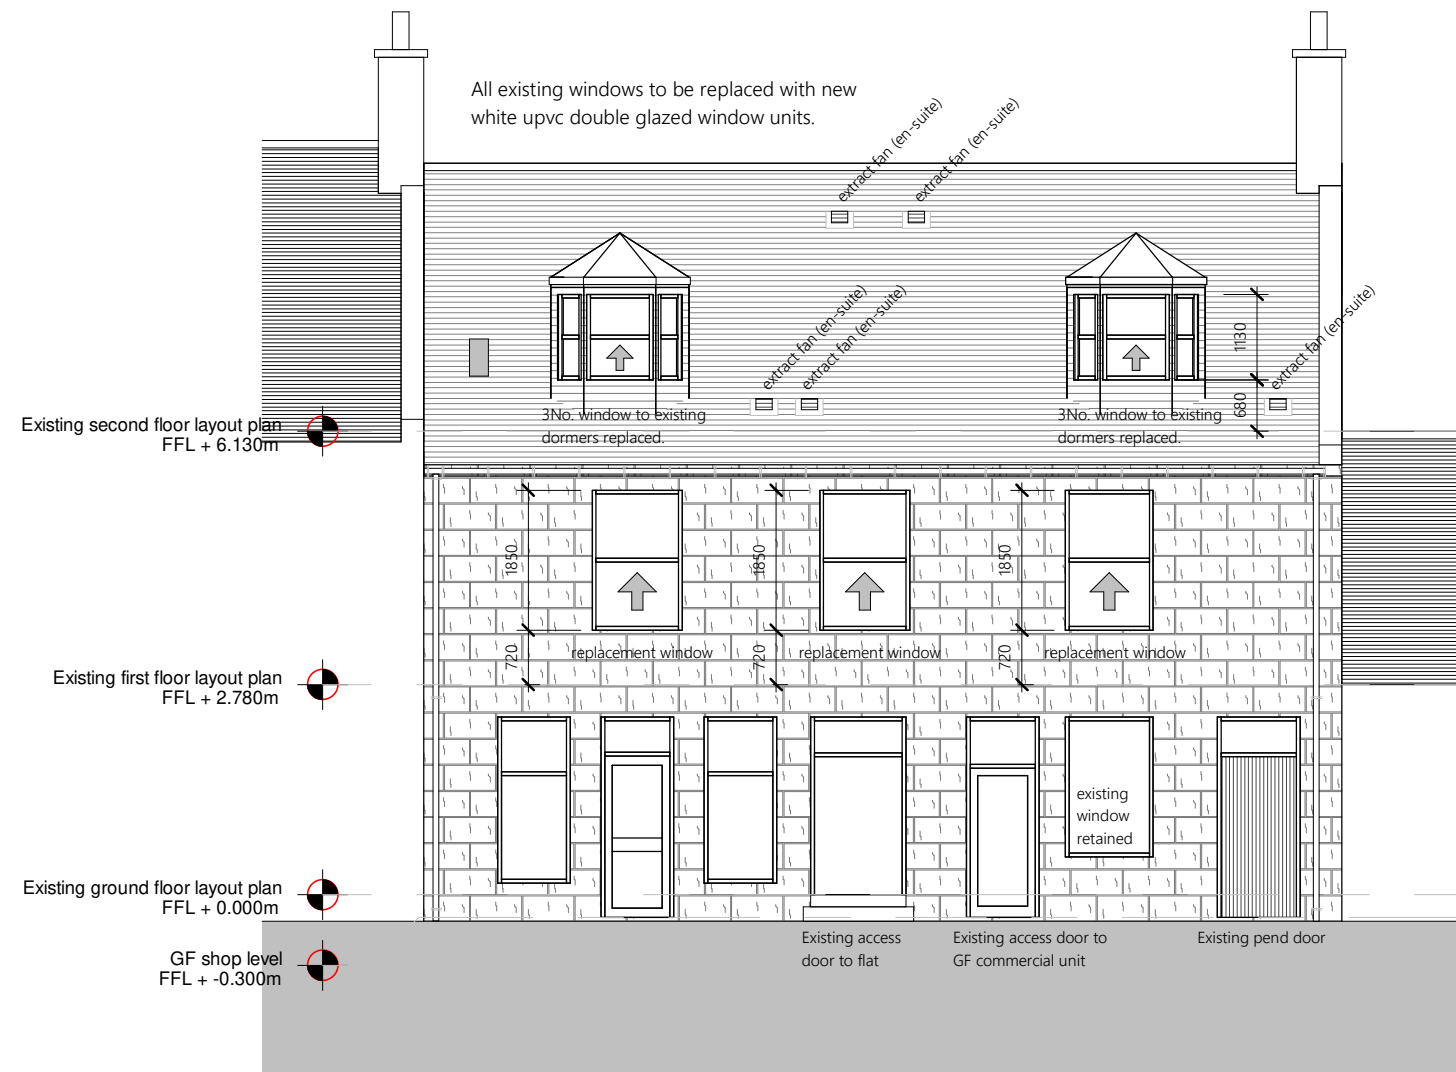 All existing windows to be replaced with new
white upvc double glazed window units.
extract fan (en-suite)
extract fan (en-suite)
extract fan (en-suite)
extract fan (en-suite)
extract fan (en-suite)
1130
680
3No. window to existing
dormers replaced.
3No. window to existing
dormers replaced.
Existing second floor layout plan
FFL + 6.130m
1850
1850
1850
720
replacement window
720
replacement window
720
replacement window
Existing first floor layout plan
FFL + 2.780m
existing
window
retained
Existing ground floor layout plan
FFL + 0.000m
Existing access
door to flat
Existing access door to
GF commercial unit
Existing pend door
GF shop level
FFL + -0.300m